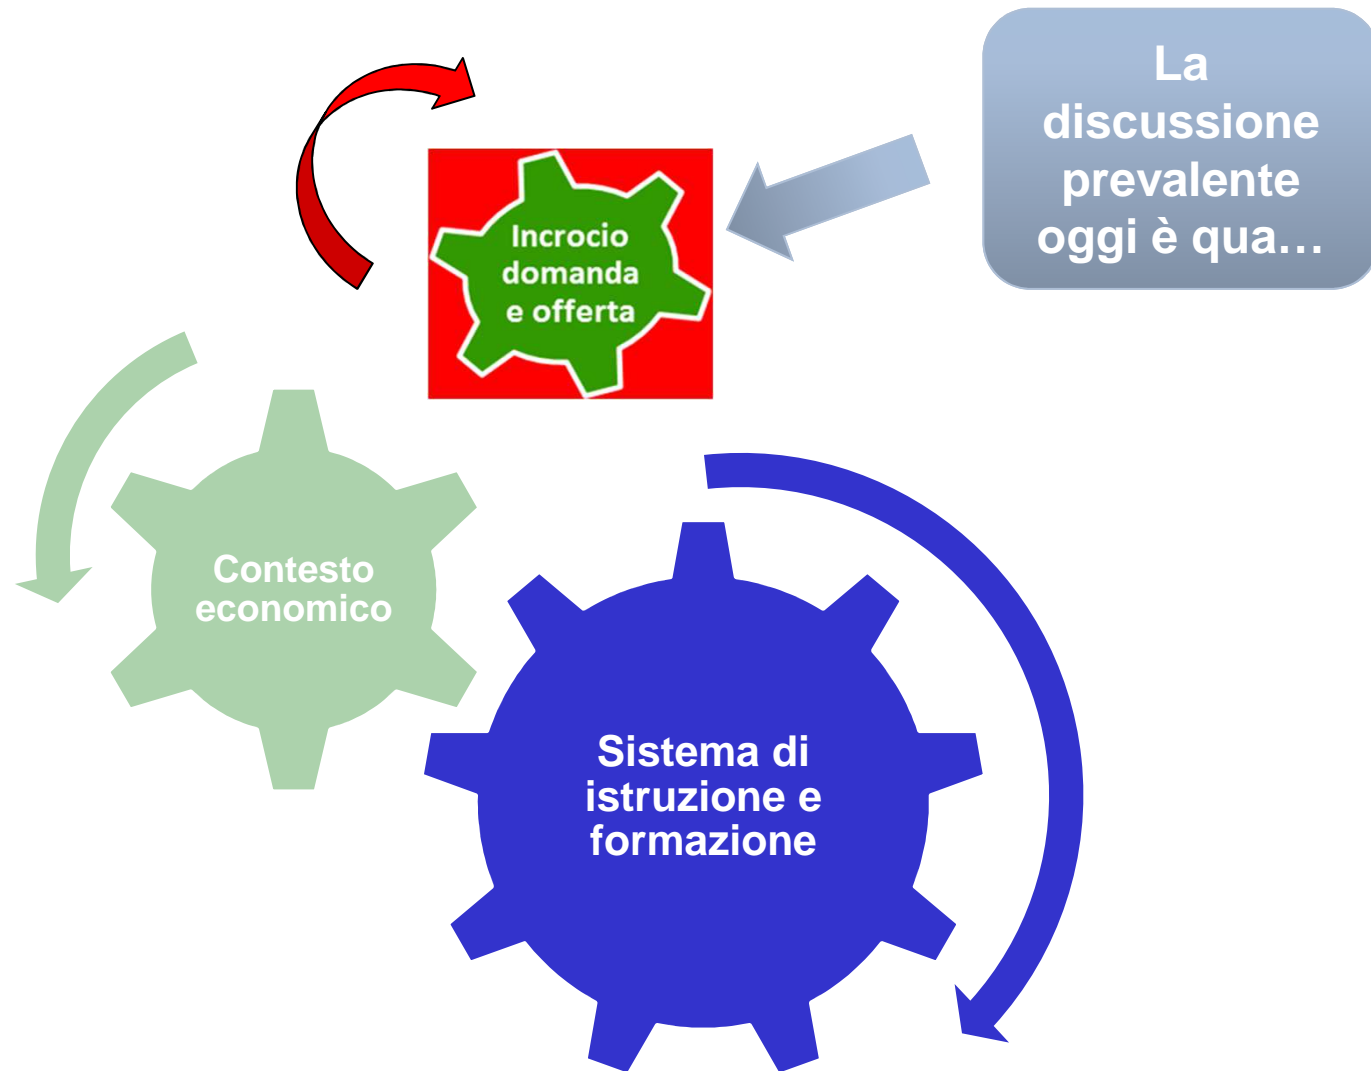 La
discussione
prevalente
oggi è qua…
Incrocio
domanda
e offerta
Contesto
economico
Sistema di
istruzione e
formazione